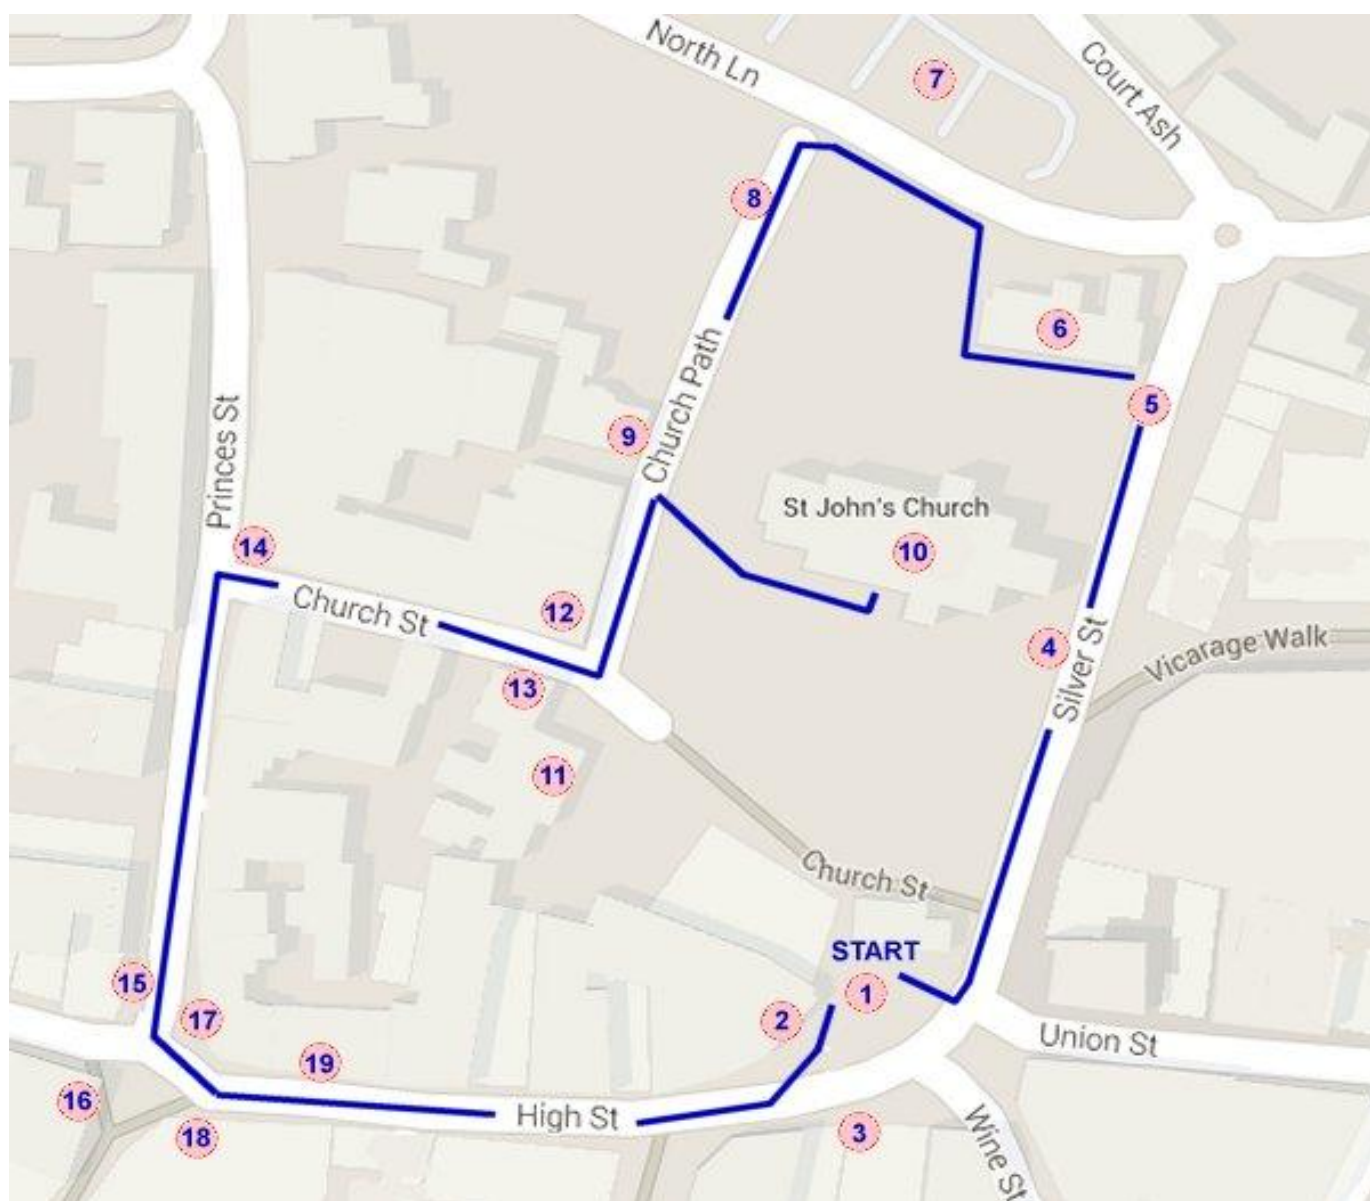 North Ln
7
Court Ash
8
6
5
Church Path
9
Princes St
St John's Church
10
14
12
Church St
4
Silver St
Vicarage Walk
13
11
Church St
START
1
15
2
17
Union St
19
16
High St
18
3
Wine St